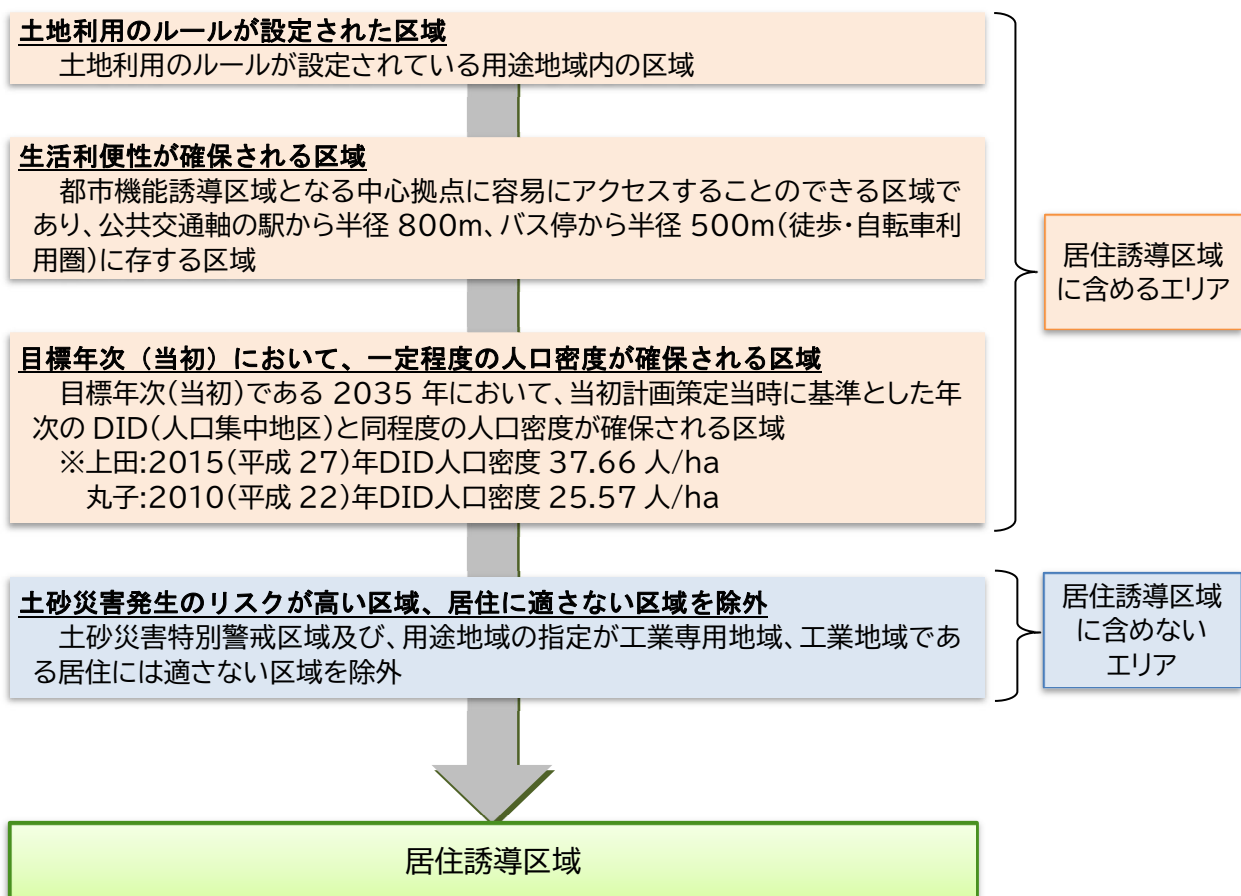 土地利用のルールが設定された区域
土地利用のルールが設定されている用途地域内の区域
生活利便性が確保される区域
都市機能誘導区域となる中心拠点に容易にアクセスすることのできる区域で
あり、公共交通軸の駅から半径 800m、バス停から半径 500m(徒歩・自転車利
用圏)に存する区域
目標年次（当初）において、一定程度の人口密度が確保される区域
目標年次(当初)である 2035 年において、当初計画策定当時に基準とした年
次の DID(人口集中地区)と同程度の人口密度が確保される区域
※上田:2015(平成 27)年DID人口密度 37.66 人/ha
丸子:2010(平成 22)年DID人口密度 25.57 人/ha
居住誘導区域
に含めるエリア
土砂災害発生のリスクが高い区域、居住に適さない区域を除外
土砂災害特別警戒区域及び、用途地域の指定が工業専用地域、工業地域であ
る居住には適さない区域を除外
居住誘導区域
に含めない
エリア
居住誘導区域